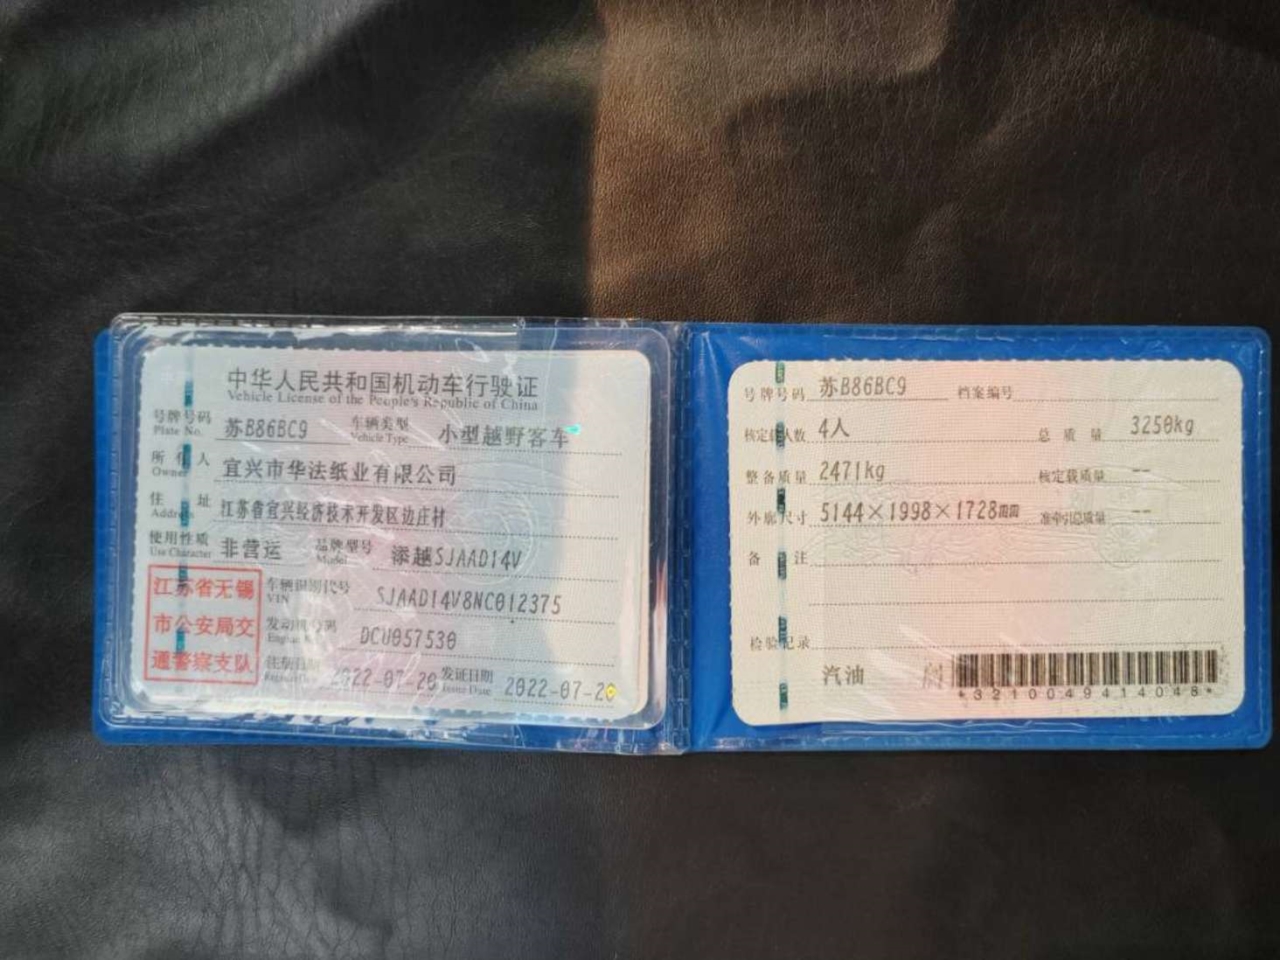 中华人民共和国机动车行驶证
Vehicle License of the People's Republic of China
号牌号码 Plate No. 苏B86BC9 车辆类型 Vehicle Type 小型越野客车
所有人 Owner 宜兴市华法纸业有限公司
住址 Address 江苏省宜兴经济技术开发区边庄村
使用性质 Use Character 非营运 品牌型号 Model 添越SJAAD14V
车辆识别代号 VIN SJAAD14V8NC012375
发动机号码 Engine No. DCU057530
注册日期 Register Date 2022-07-20 发证日期 Issue Date 2022-07-20
江苏省无锡
市公安局交
通警察支队
号牌号码 苏B86BC9 档案编号
核定载人数 4人 总质量 3250kg
整备质量 2471kg 核定载质量 --
外廓尺寸 5144×1998×1728mm 准牵引总质量 --
备注
检验记录
汽油
*3210049414048*